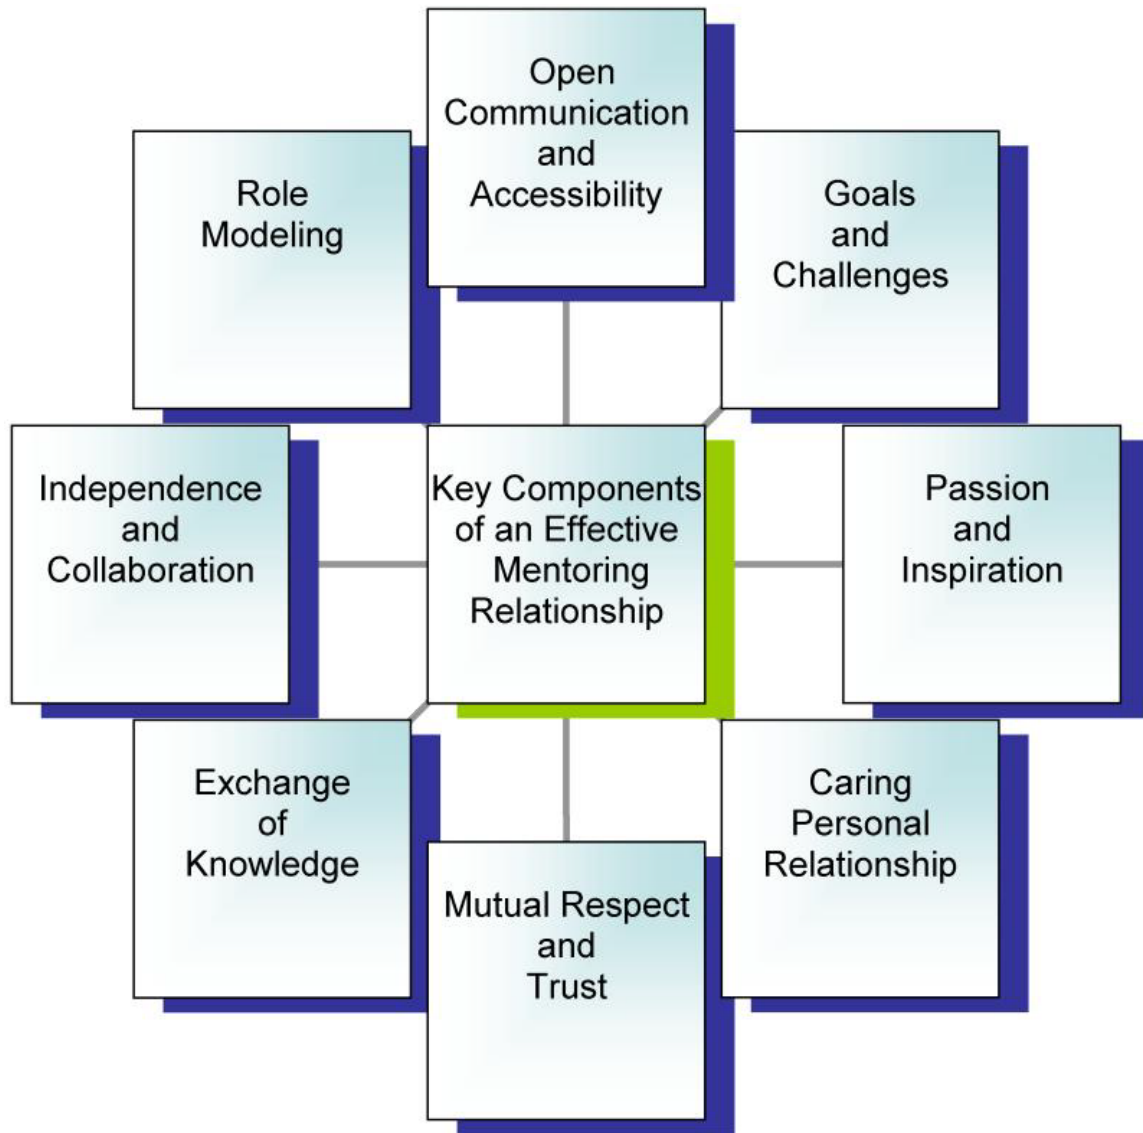 Open
Communication
and
Accessibility
Role
Modeling
Goals
and
Challenges
Independence
and
Collaboration
Key Components
of an Effective
Mentoring
Relationship
Passion
and
Inspiration
Exchange
of
Knowledge
Caring
Personal
Relationship
Mutual Respect
and
Trust